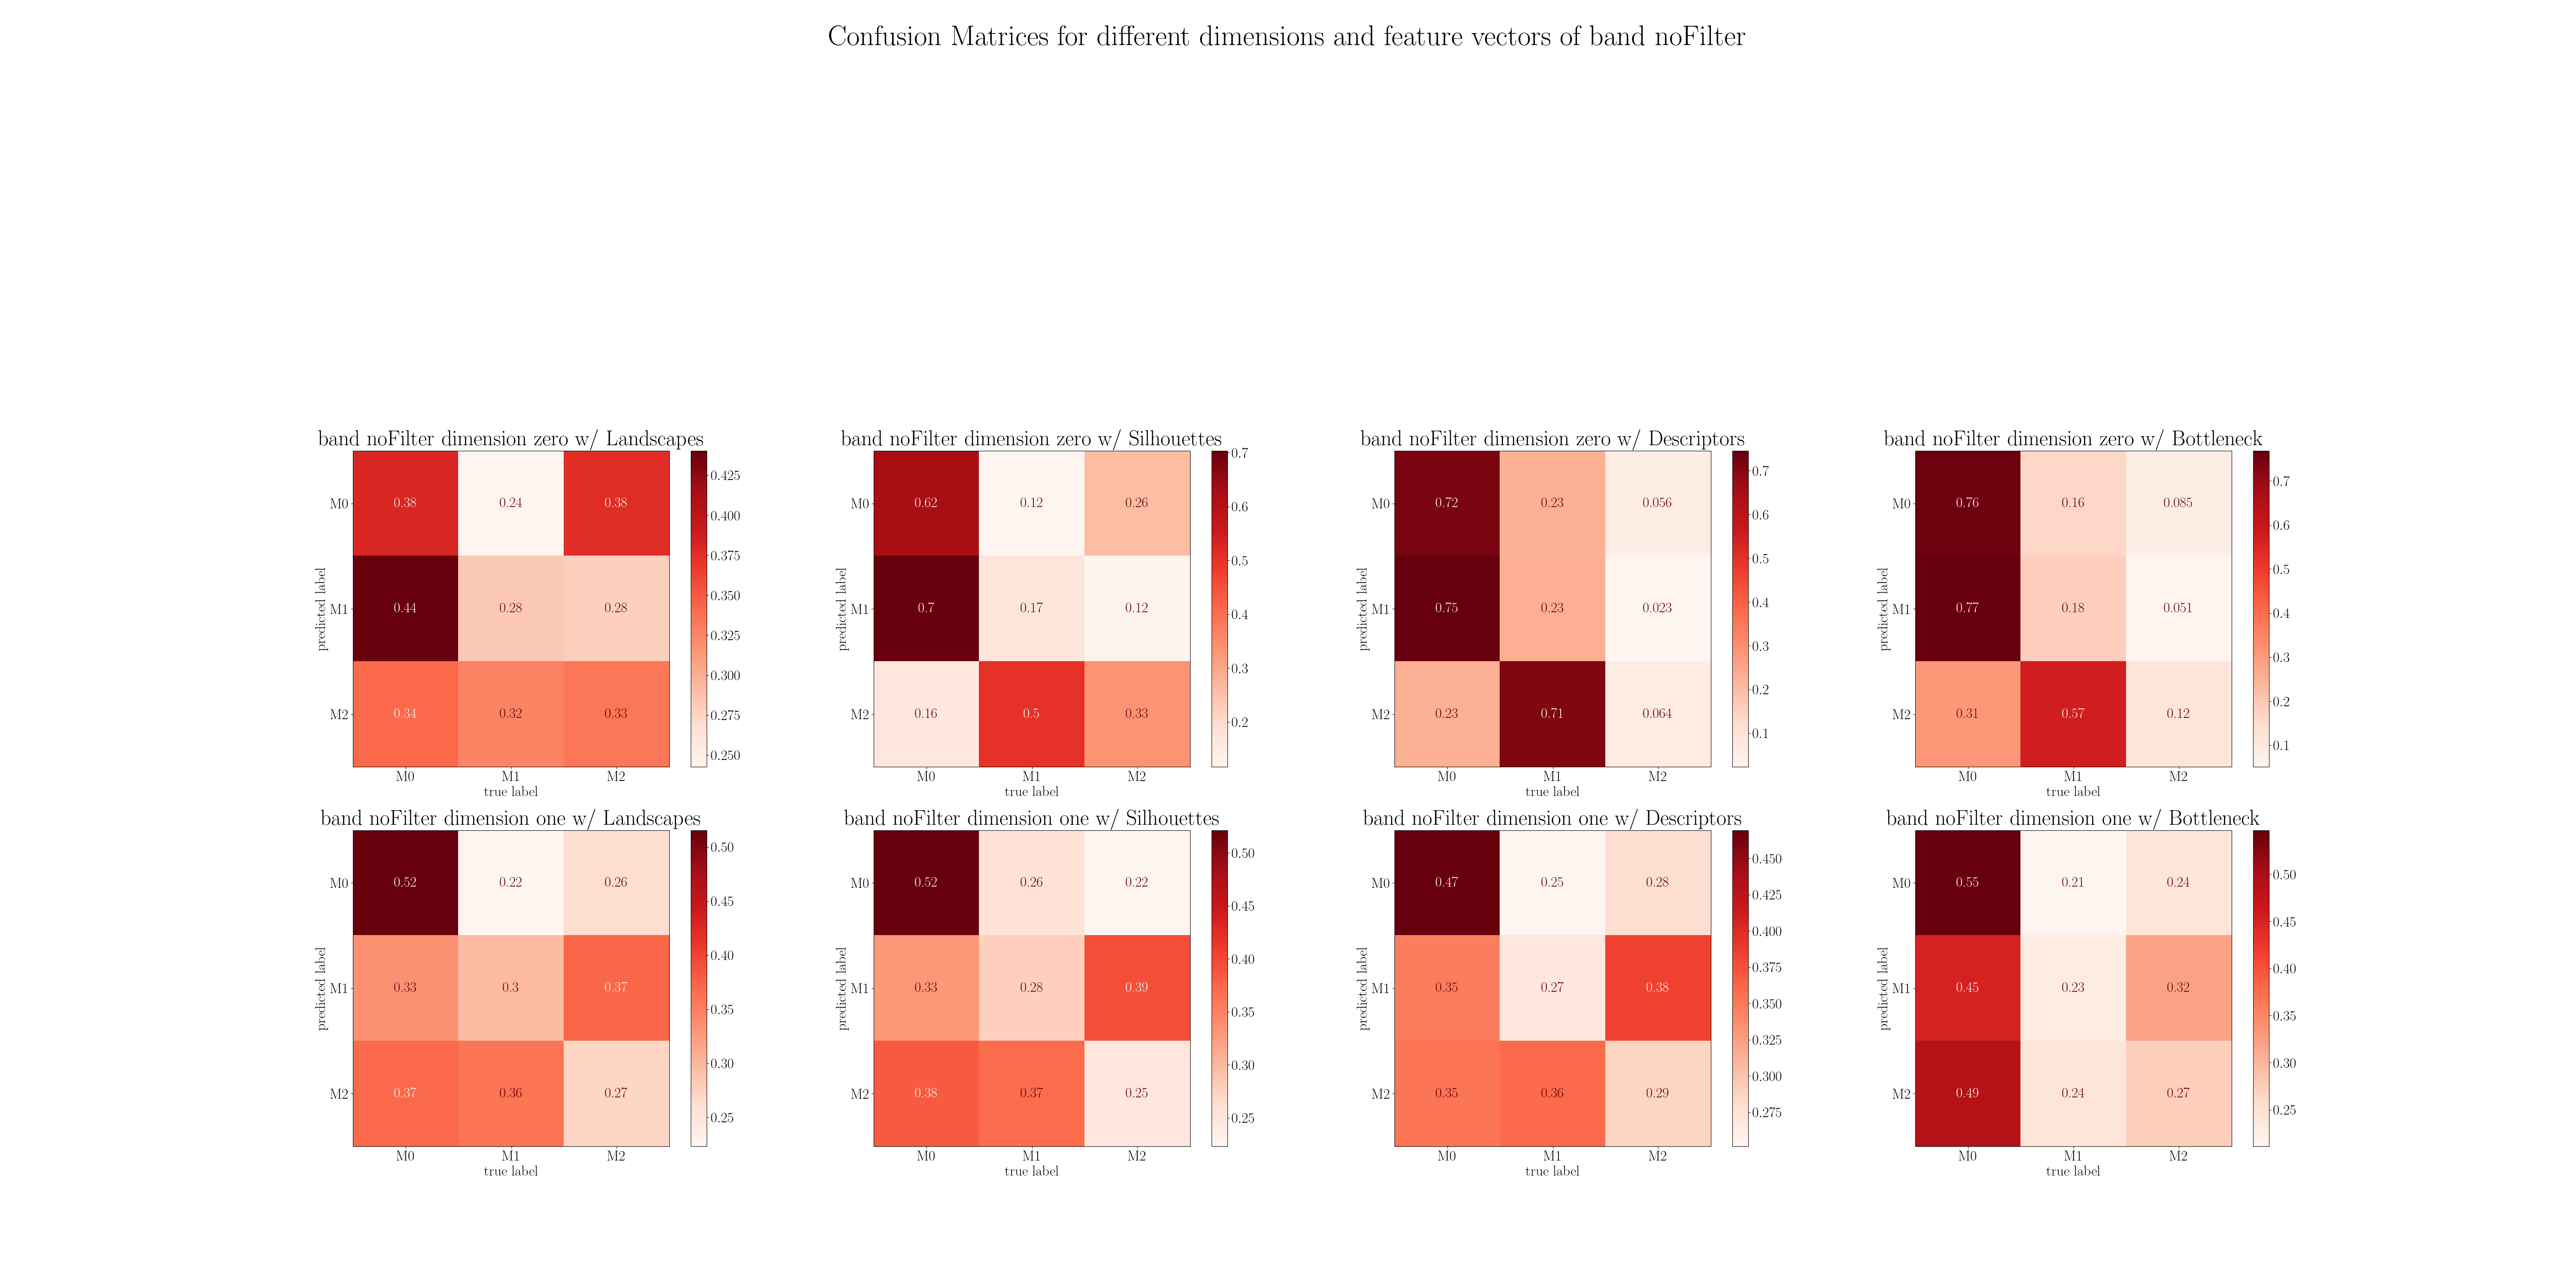 Confusion Matrices for different dimensions and feature vectors of band noFilter
band noFilter dimension zero w/ Landscapes
M0 0.38 0.24 0.38
M1 0.44 0.28 0.28
M2 0.34 0.32 0.33
M0 M1 M2
true label
predicted label
0.425
0.400
0.375
0.350
0.325
0.300
0.275
0.250
band noFilter dimension zero w/ Silhouettes
M0 0.62 0.12 0.26
M1 0.7 0.17 0.12
M2 0.16 0.5 0.33
M0 M1 M2
true label
predicted label
0.7
0.6
0.5
0.4
0.3
0.2
band noFilter dimension zero w/ Descriptors
M0 0.72 0.23 0.056
M1 0.75 0.23 0.023
M2 0.23 0.71 0.064
M0 M1 M2
true label
predicted label
0.7
0.6
0.5
0.4
0.3
0.2
0.1
band noFilter dimension zero w/ Bottleneck
M0 0.76 0.16 0.085
M1 0.77 0.18 0.051
M2 0.31 0.57 0.12
M0 M1 M2
true label
predicted label
0.7
0.6
0.5
0.4
0.3
0.2
0.1
band noFilter dimension one w/ Landscapes
M0 0.52 0.22 0.26
M1 0.33 0.3 0.37
M2 0.37 0.36 0.27
M0 M1 M2
true label
predicted label
0.50
0.45
0.40
0.35
0.30
0.25
band noFilter dimension one w/ Silhouettes
M0 0.52 0.26 0.22
M1 0.33 0.28 0.39
M2 0.38 0.37 0.25
M0 M1 M2
true label
predicted label
0.50
0.45
0.40
0.35
0.30
0.25
band noFilter dimension one w/ Descriptors
M0 0.47 0.25 0.28
M1 0.35 0.27 0.38
M2 0.35 0.36 0.29
M0 M1 M2
true label
predicted label
0.450
0.425
0.400
0.375
0.350
0.325
0.300
0.275
band noFilter dimension one w/ Bottleneck
M0 0.55 0.21 0.24
M1 0.45 0.23 0.32
M2 0.49 0.24 0.27
M0 M1 M2
true label
predicted label
0.50
0.45
0.40
0.35
0.30
0.25